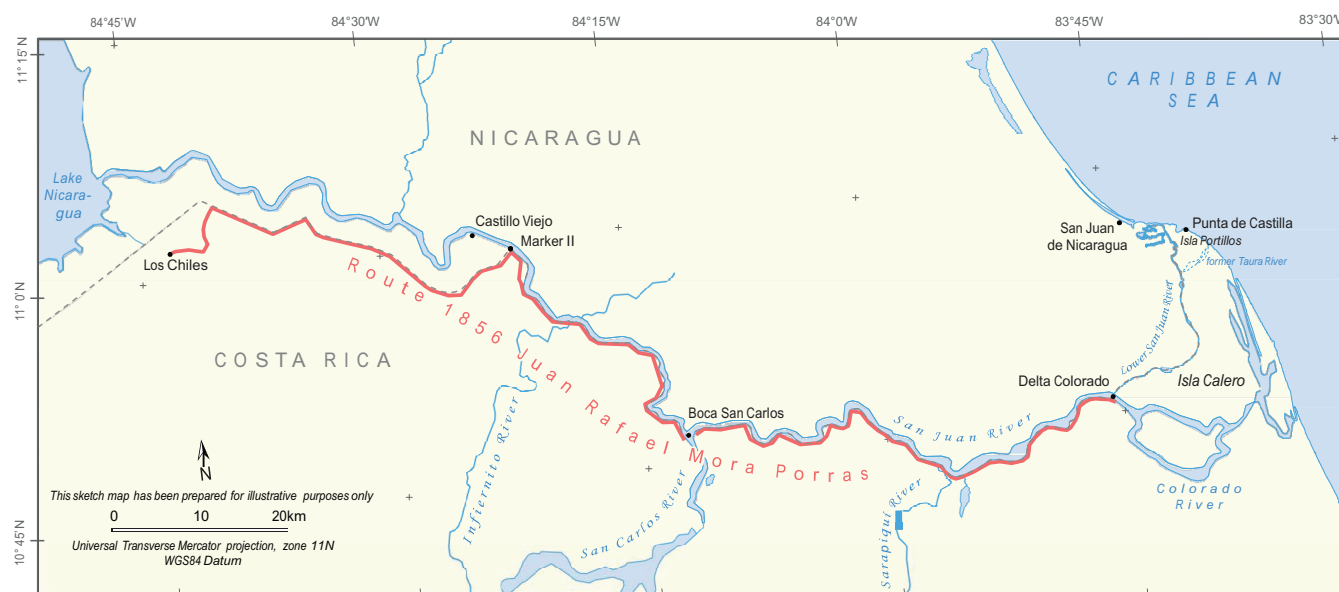 84°45'W
84°30'W
84°15'W
84°0'W
83°45'W
83°30'W
11°15'N
11°0'N
10°45'N
CARIBBEAN
SEA
NICARAGUA
COSTA RICA
Lake
Nicara-
gua
Los Chiles
Castillo Viejo
Marker II
San Juan
de Nicaragua
Punta de Castilla
Isla Portillos
former Taura River
Lower San Juan River
Isla Calero
Delta Colorado
Boca San Carlos
San Juan River
Route 1856 Juan Rafael Mora Porras
Infiernito River
San Carlos River
Sarapiquí River
Colorado
River
N
This sketch map has been prepared for illustrative purposes only
0 10 20km
Universal Transverse Mercator projection, zone 11N
WGS84 Datum